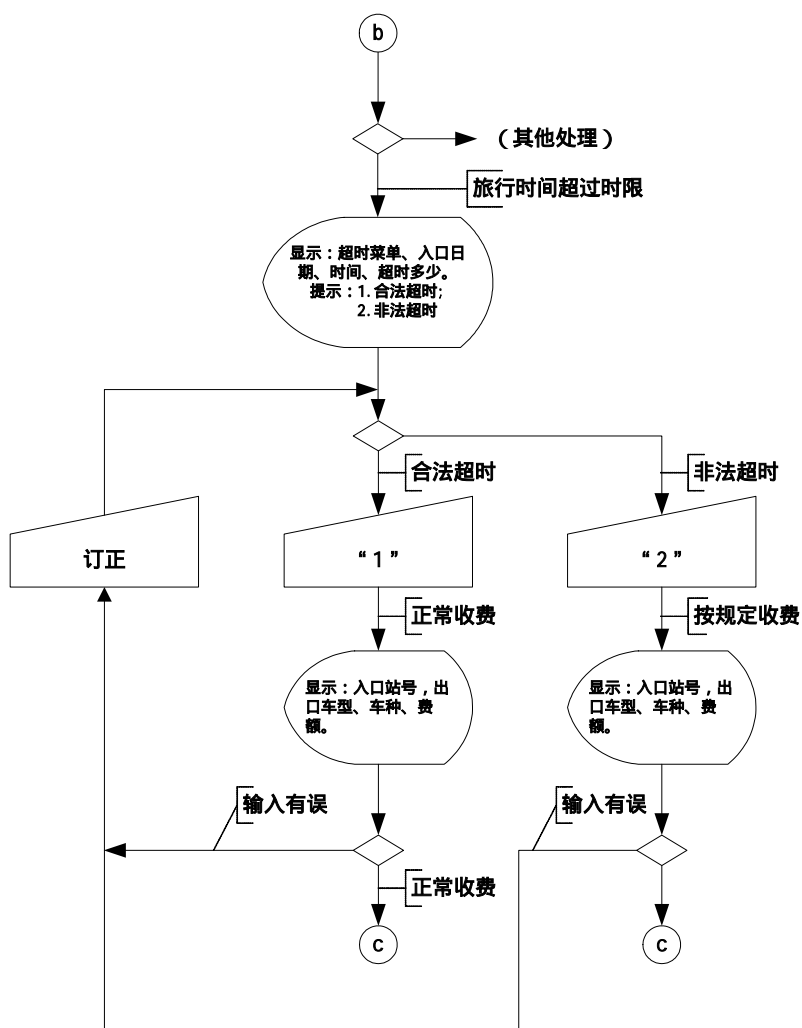 b
（其他处理）
旅行时间超过时限
显示：超时菜单、入口日
期、时间、超时多少。
提示：1.合法超时;
2.非法超时
合法超时
非法超时
订正
“1”
“2”
正常收费
按规定收费
显示：入口站号，出
口车型、车种、费
额。
显示：入口站号，出
口车型、车种、费
额。
输入有误
输入有误
正常收费
c
c